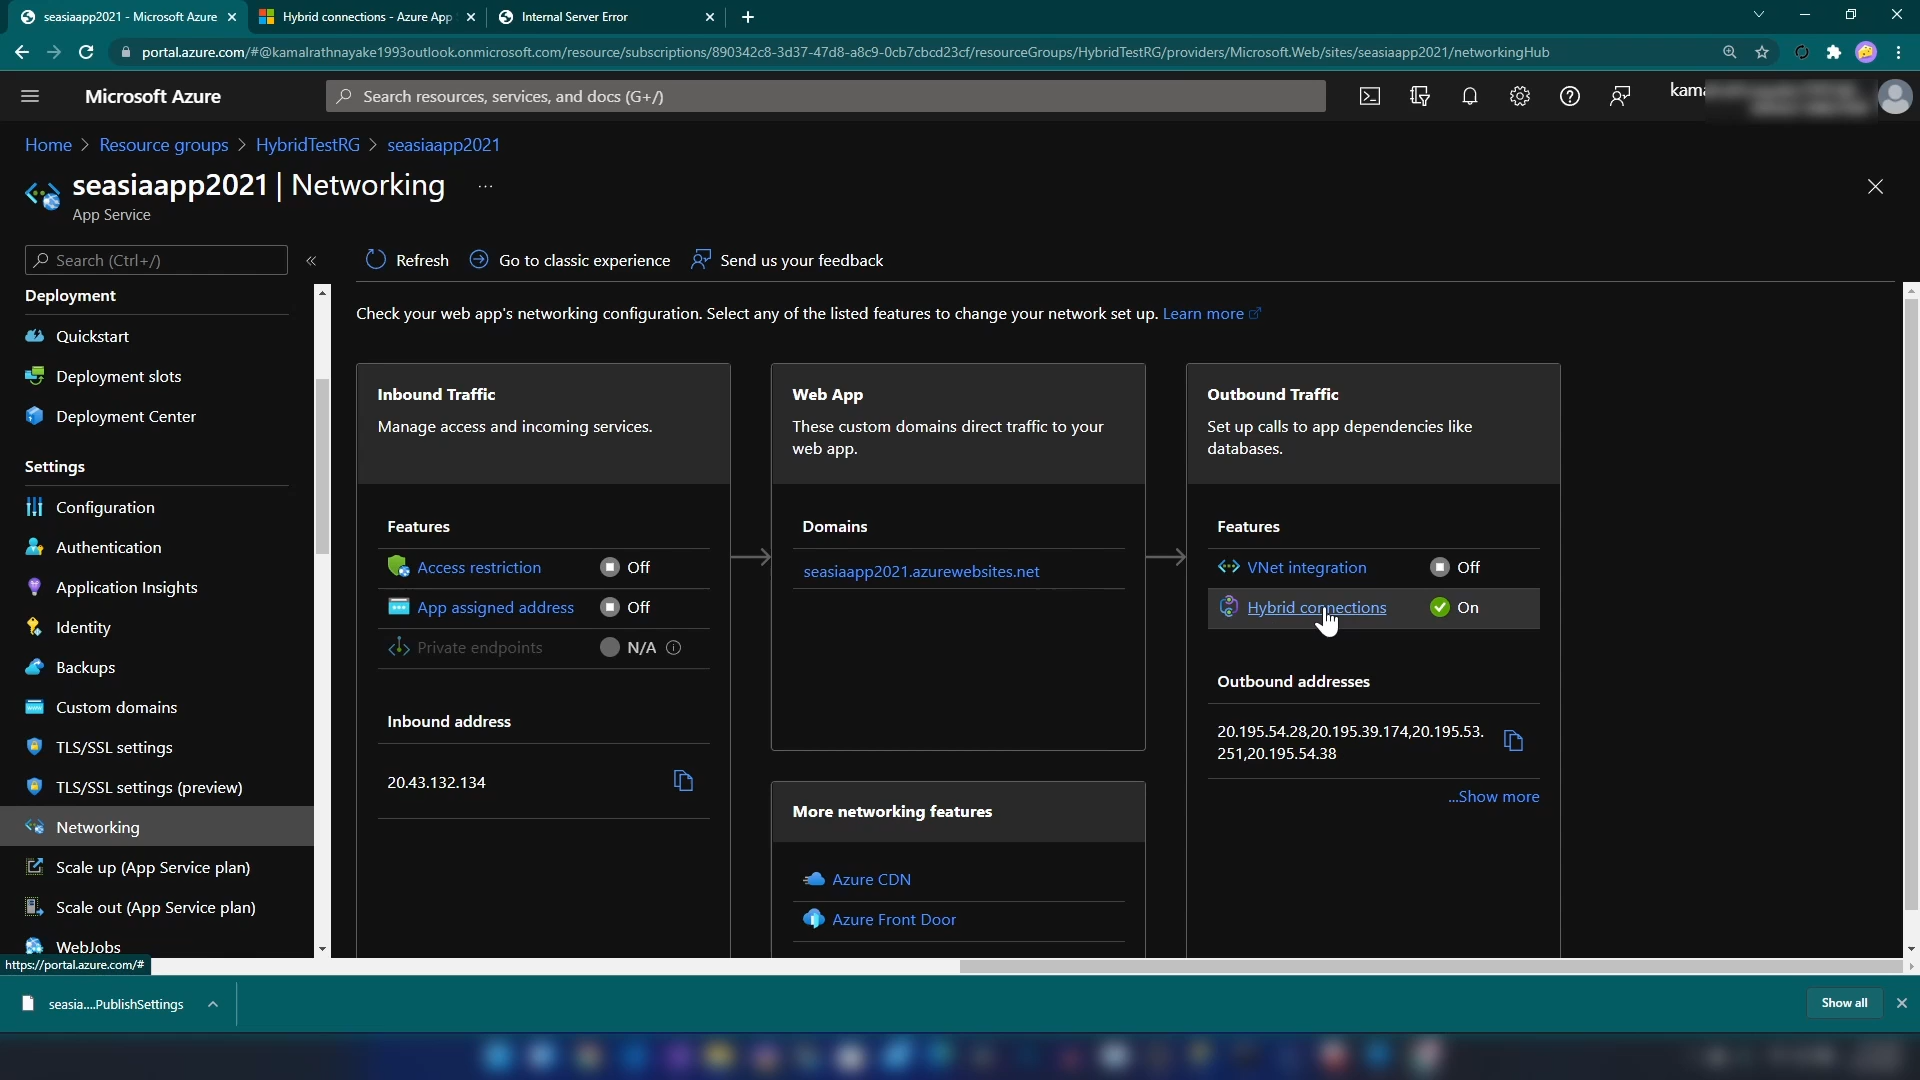 seasiaapp2021 - Microsoft Azure
Hybrid connections - Azure App
Internal Server Error
portal.azure.com/#@kamalrathnayake1993outlook.onmicrosoft.com/resource/subscriptions/890342c8-3d37-47d8-a8c9-0cb7cbcd23cf/resourceGroups/HybridTestRG/providers/Microsoft.Web/sites/seasiaapp2021/networkingHub
Microsoft Azure
Search resources, services, and docs (G+/)
kama
Home > Resource groups > HybridTestRG > seasiaapp2021
seasiaapp2021 | Networking ...
App Service
Search (Ctrl+/)
«
Refresh
Go to classic experience
Send us your feedback
Deployment
Quickstart
Deployment slots
Deployment Center
Settings
Configuration
Authentication
Application Insights
Identity
Backups
Custom domains
TLS/SSL settings
TLS/SSL settings (preview)
Networking
Scale up (App Service plan)
Scale out (App Service plan)
WebJobs
Check your web app's networking configuration. Select any of the listed features to change your network set up. Learn more
Inbound Traffic
Manage access and incoming services.
Features
Access restriction Off
App assigned address Off
Private endpoints N/A
Inbound address
20.43.132.134
Web App
These custom domains direct traffic to your
web app.
Domains
seasiaapp2021.azurewebsites.net
More networking features
Azure CDN
Azure Front Door
Outbound Traffic
Set up calls to app dependencies like
databases.
Features
VNet integration Off
Hybrid connections On
Outbound addresses
20.195.54.28,20.195.39.174,20.195.53.
251,20.195.54.38
...Show more
https://portal.azure.com/#
seasia....PublishSettings
Show all